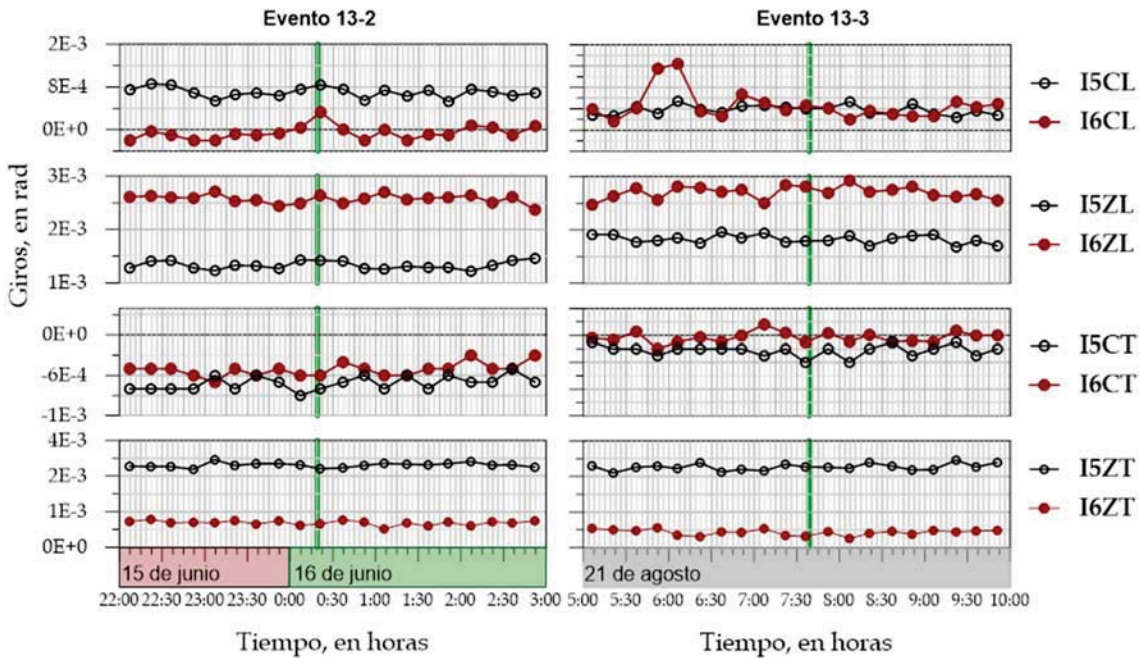 Evento 13-2
Evento 13-3
Giros, en rad
2E-3
8E-4
0E+0
I5CL
I6CL
3E-3
2E-3
1E-3
I5ZL
I6ZL
0E+0
-6E-4
-1E-3
I5CT
I6CT
4E-3
2E-3
1E-3
0E+0
I5ZT
I6ZT
15 de junio
16 de junio
21 de agosto
22:00 22:30 23:00 23:30 0:00 0:30 1:00 1:30 2:00 2:30 3:00
5:00 5:30 6:00 6:30 7:00 7:30 8:00 8:30 9:00 9:30 10:00
Tiempo, en horas
Tiempo, en horas